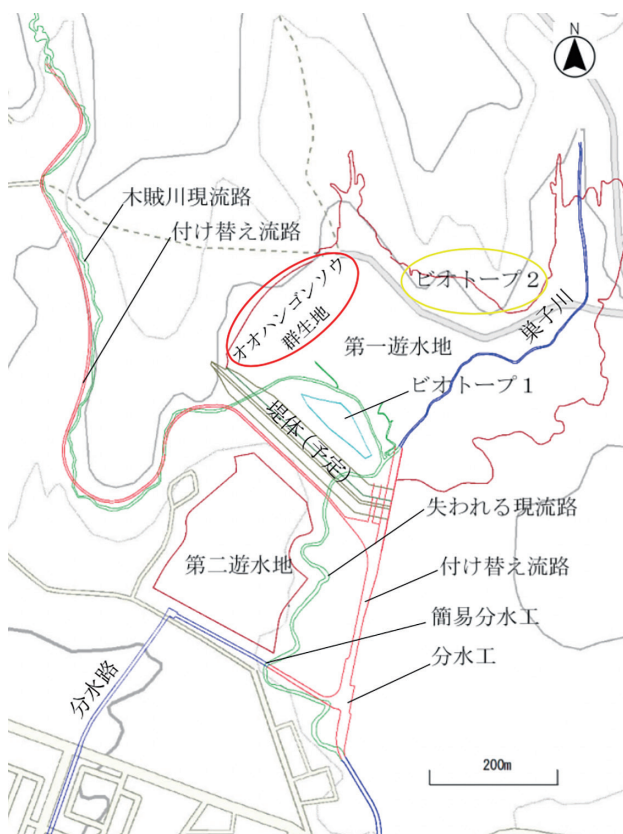 N
木賊川現流路
付け替え流路
ビオトープ2
オオハンゴンソウ
群生地
巣子川
第一遊水地
ビオトープ1
堤体(予定)
失われる現流路
第二遊水地
付け替え流路
簡易分水工
分水工
分水路
200m